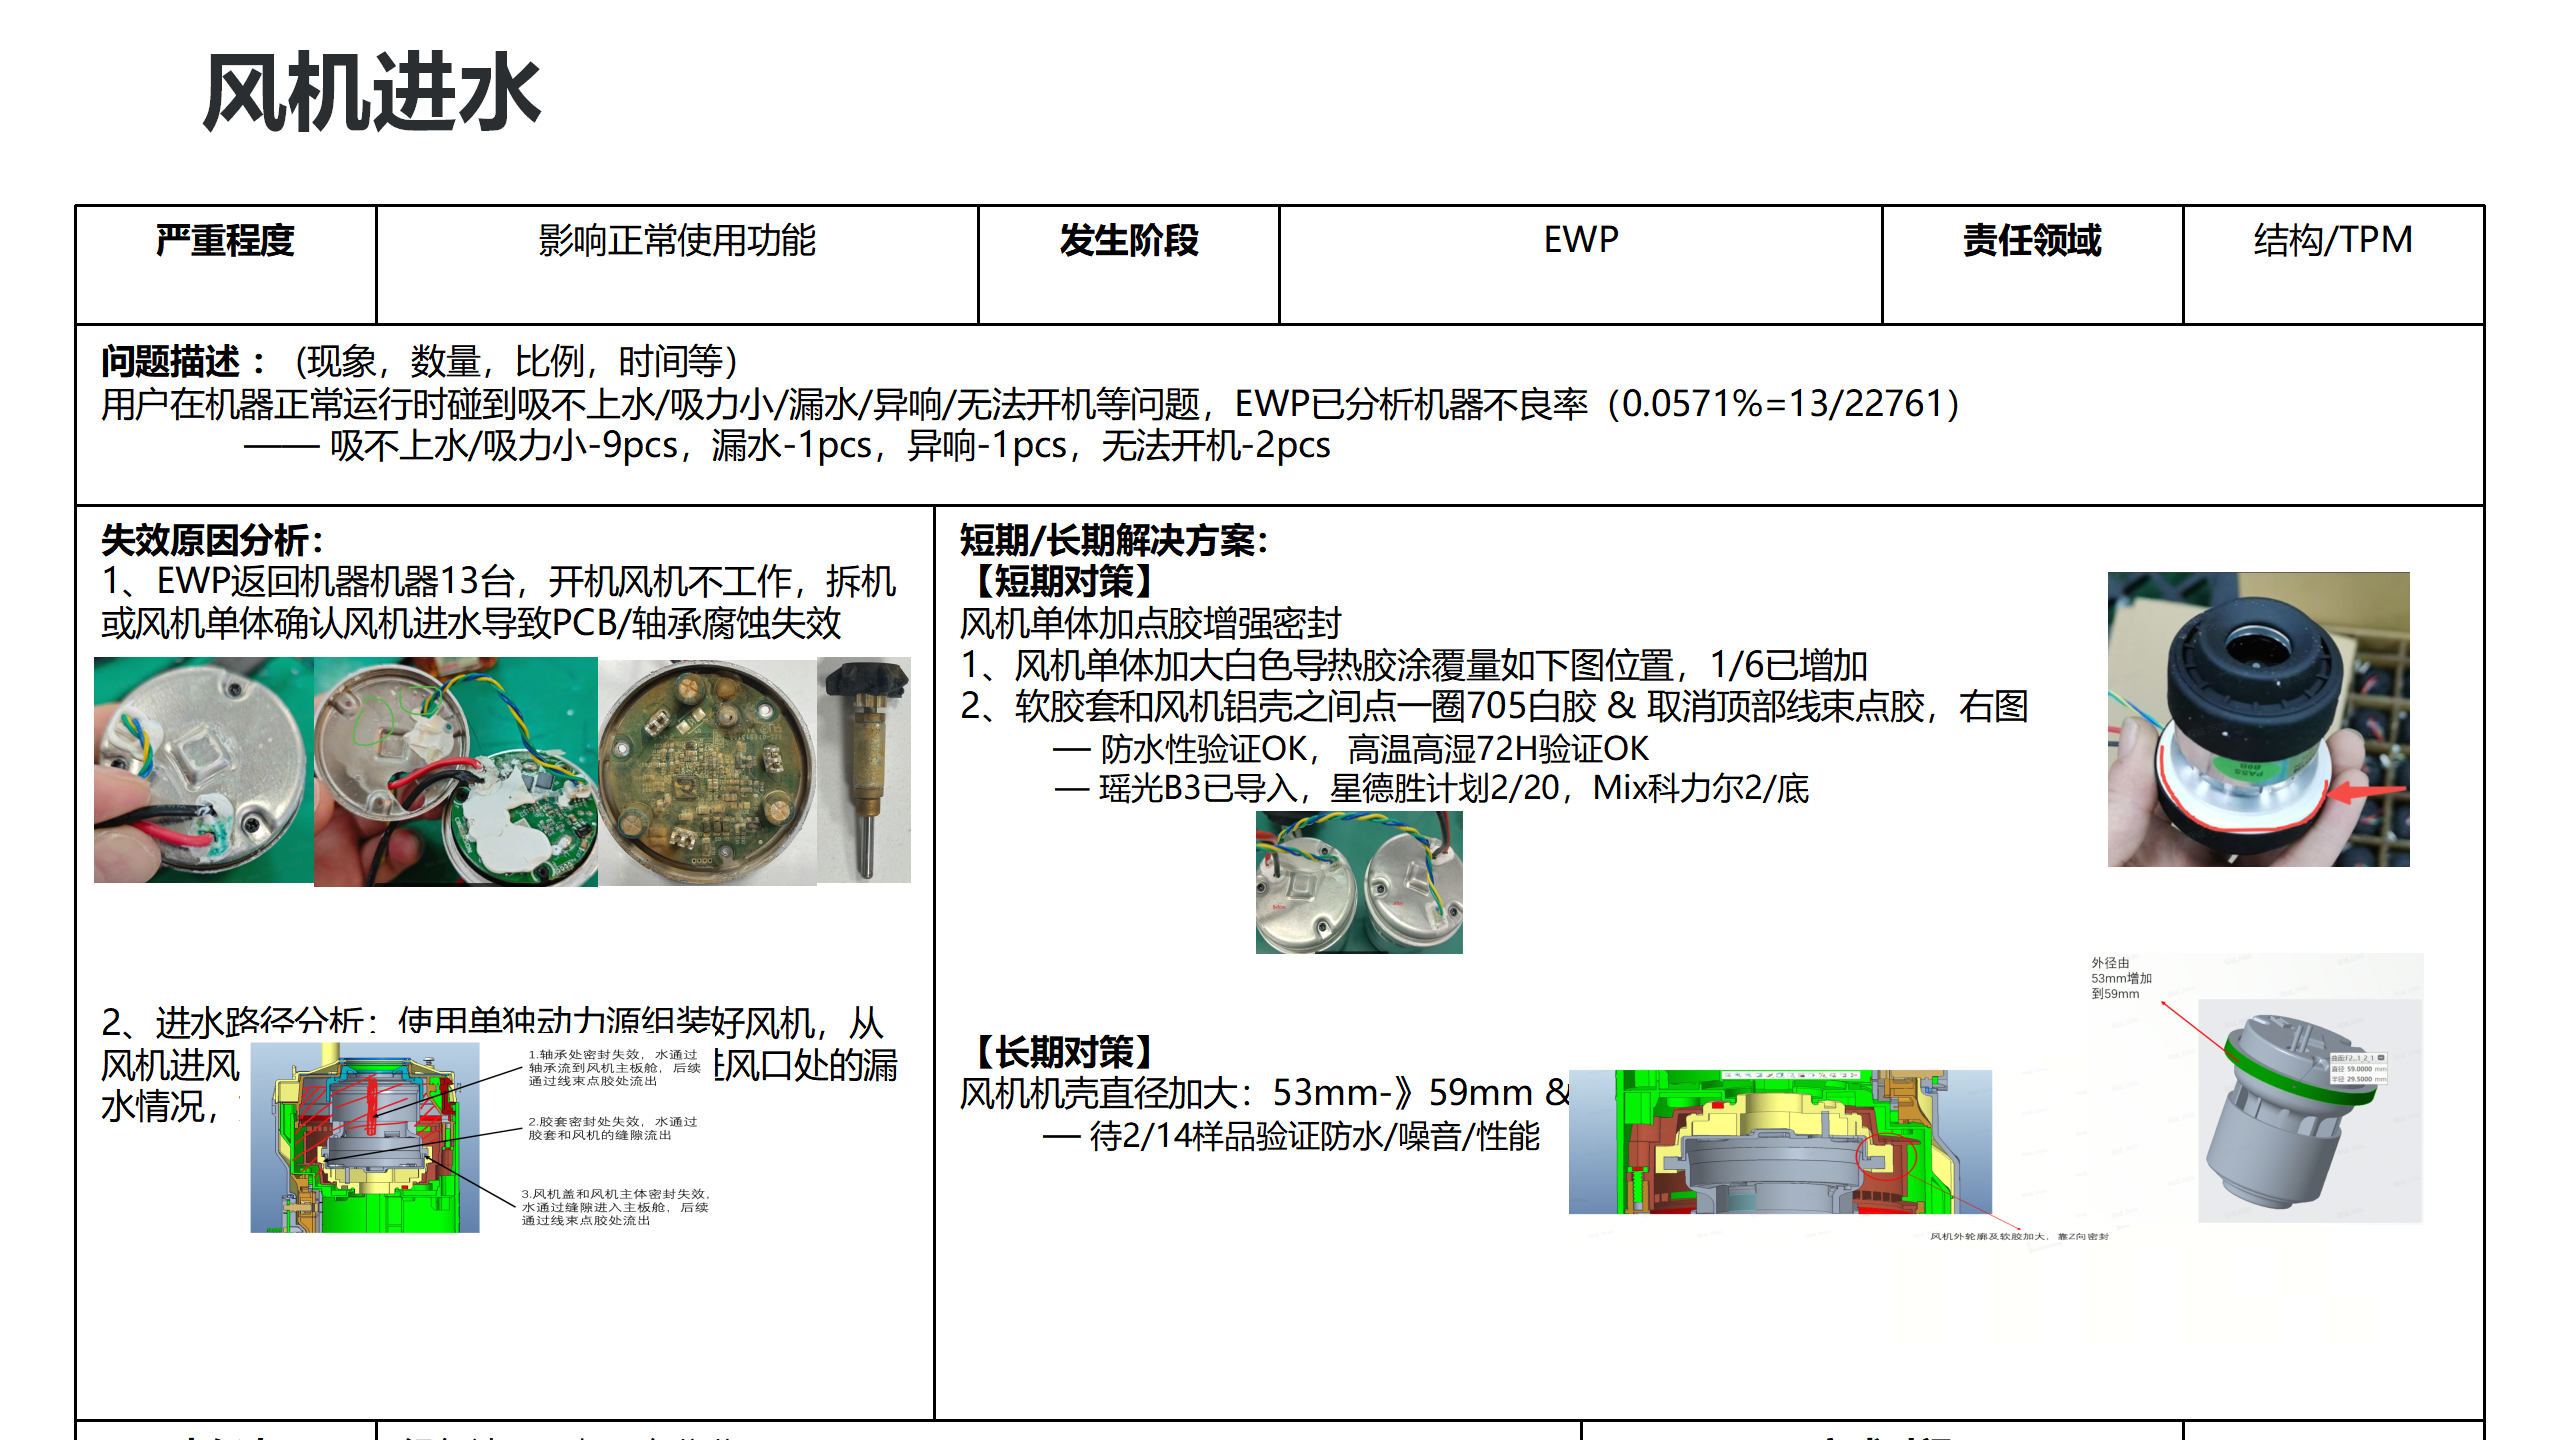 风机进水
严重程度
影响正常使用功能
发生阶段
EWP
责任领域
结构/TPM
问题描述 ：（现象，数量，比例，时间等）
用户在机器正常运行时碰到吸不上水/吸力小/漏水/异响/无法开机等问题，EWP已分析机器不良率（0.0571%=13/22761）
—— 吸不上水/吸力小-9pcs，漏水-1pcs，异响-1pcs，无法开机-2pcs
失效原因分析：
1、EWP返回机器机器13台，开机风机不工作，拆机
或风机单体确认风机进水导致PCB/轴承腐蚀失效
2、进水路径分析：使用单独动力源组装好风机，从
风机进风
进风口处的漏
水情况，
1.轴承处密封失效，水通过
轴承流到风机主板舱，后续
通过线束点胶处流出
2.胶套密封处失效，水通过
胶套和风机的缝隙流出
3.风机盖和风机主体密封失效，
水通过缝隙进入主板舱，后续
通过线束点胶处流出
短期/长期解决方案：
【短期对策】
风机单体加点胶增强密封
1、风机单体加大白色导热胶涂覆量如下图位置，1/6已增加
2、软胶套和风机铝壳之间点一圈705白胶 & 取消顶部线束点胶，右图
— 防水性验证OK， 高温高湿72H验证OK
— 瑶光B3已导入，星德胜计划2/20，Mix科力尔2/底
PASS
【长期对策】
风机机壳直径加大：53mm-》59mm &
— 待2/14样品验证防水/噪音/性能
外径由
53mm增加
到59mm
直径 59.0000 mm
半径 29.5000 mm
风机外轮廓及软胶加大，靠Z向密封